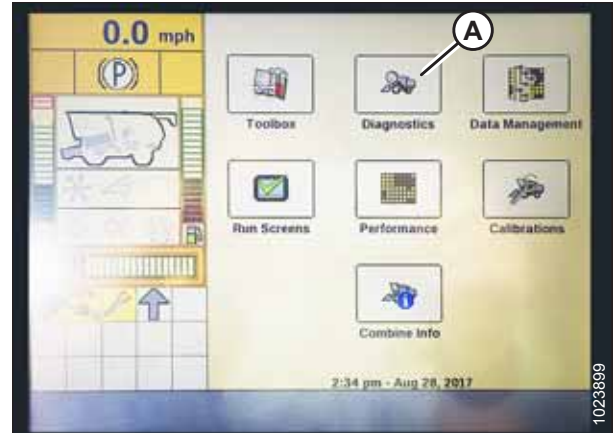 0.0 mph
(P)
A
Toolbox
Diagnostics
Data Management
Run Screens
Performance
Calibrations
Combine Info
2:34 pm - Aug 28, 2017
1023899